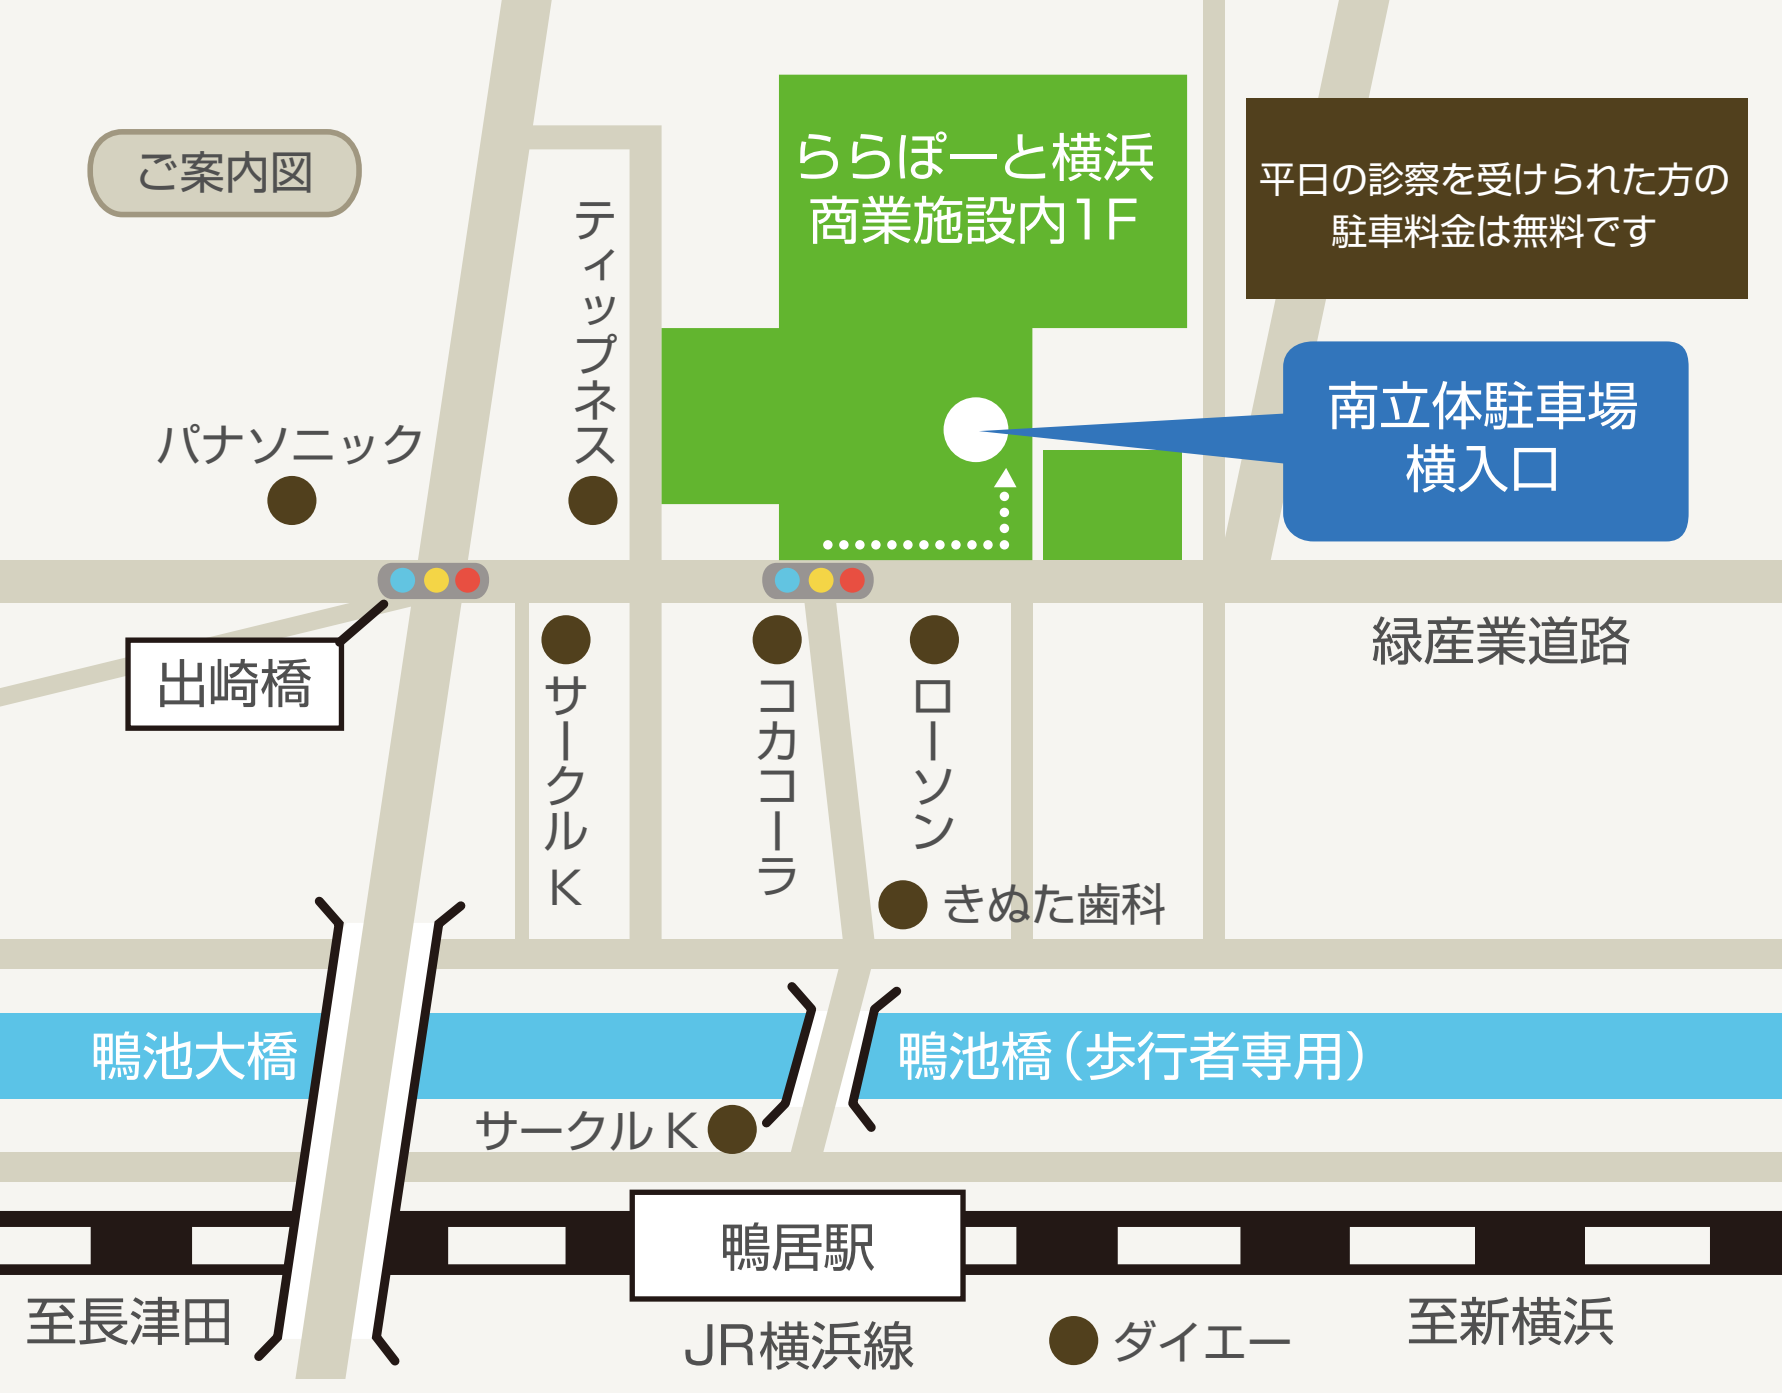 ご案内図
ららぽーと横浜
商業施設内1F
平日の診察を受けられた方の
駐車料金は無料です
ティップネス
パナソニック
南立体駐車場
横入口
緑産業道路
出崎橋
サークルK
コカコーラ
ローソン
きぬた歯科
鴨池大橋
鴨池橋（歩行者専用）
サークルK
鴨居駅
至長津田
JR横浜線
ダイエー
至新横浜